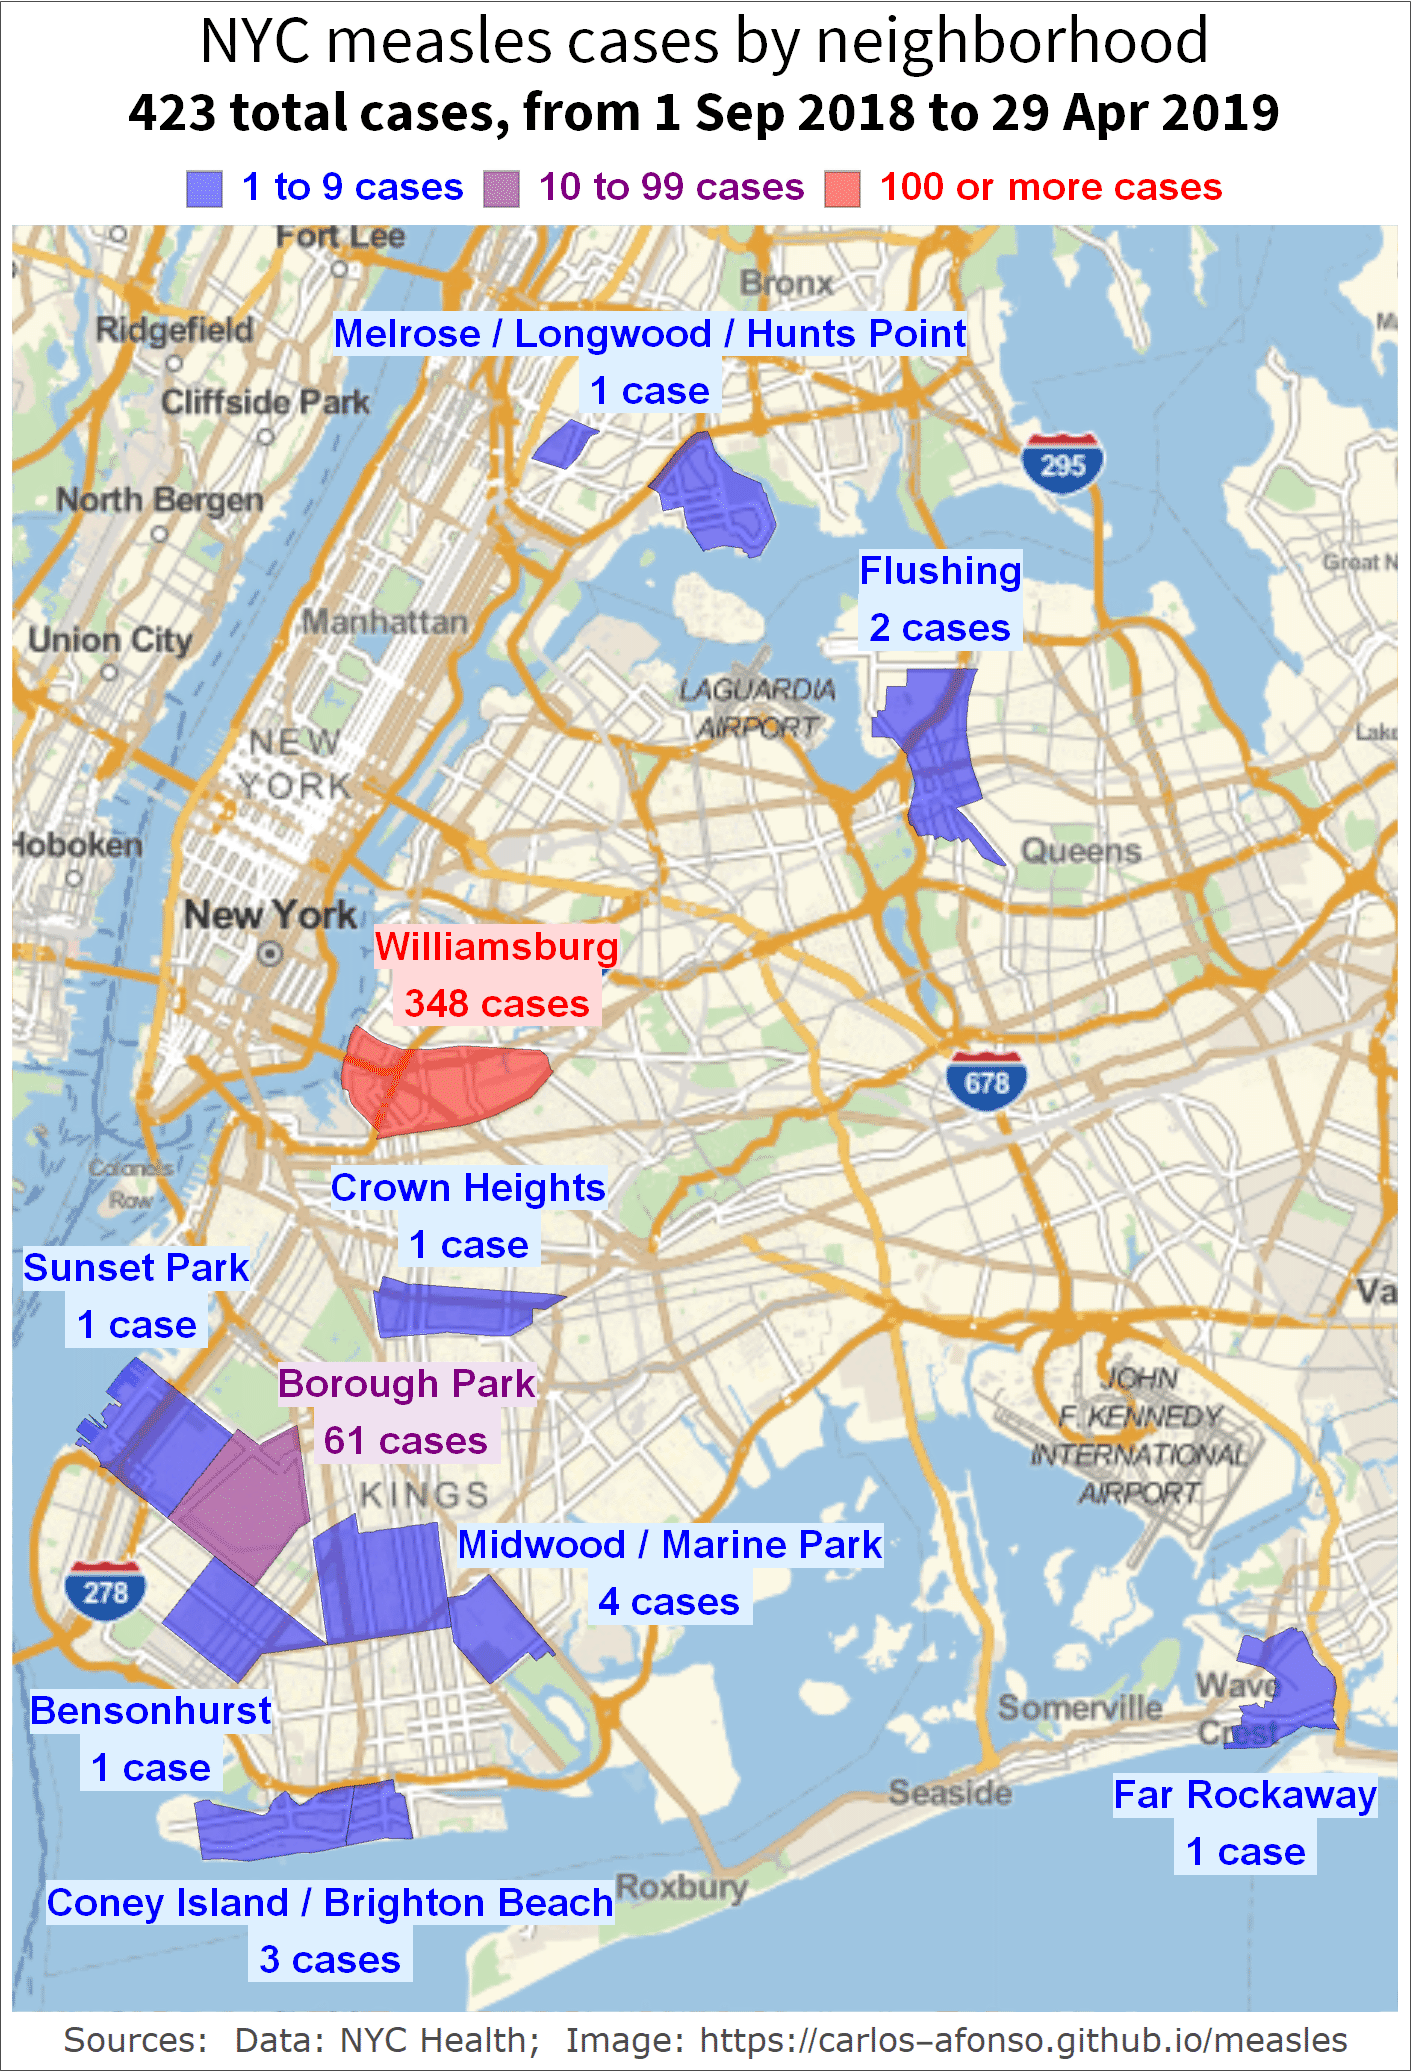 NYC measles cases by neighborhood
423 total cases, from 1 Sep 2018 to 29 Apr 2019
1 to 9 cases 10 to 99 cases 100 or more cases
Fort Lee
Bronx
Ridgefield
Melrose / Longwood / Hunts Point
1 case
Cliffside Park
295
North Bergen
Great N
Flushing
2 cases
Manhattan
Union City
LAGUARDIA
AIRPORT
NEW
YORK
Lake
Hoboken
Queens
New York
Williamsburg
348 cases
678
Colonels
Row
Crown Heights
1 case
Sunset Park
1 case
Va
Borough Park
61 cases
JOHN
F. KENNEDY
INTERNATIONAL
AIRPORT
KINGS
Midwood / Marine Park
4 cases
278
Wave
Crest
Somerville
Bensonhurst
1 case
Seaside
Far Rockaway
1 case
Roxbury
Coney Island / Brighton Beach
3 cases
Sources: Data: NYC Health; Image: https://carlos–afonso.github.io/measles